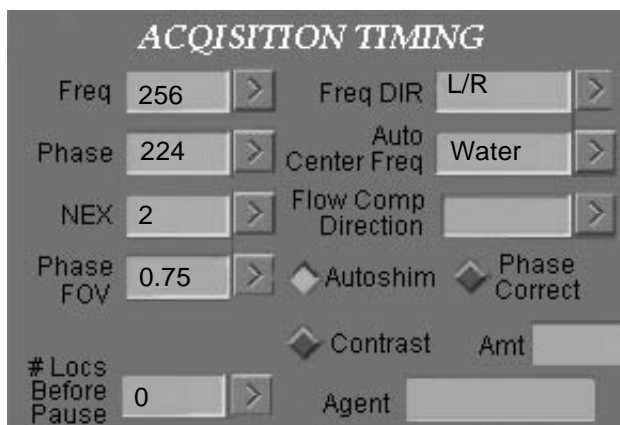 ACQISITION TIMING
Freq 256 > Freq DIR L/R >
Phase 224 > Auto Center Freq Water >
NEX 2 > Flow Comp Direction >
Phase FOV 0.75 > Autoshim Phase Correct
Contrast Amt
# Locs Before Pause 0 > Agent